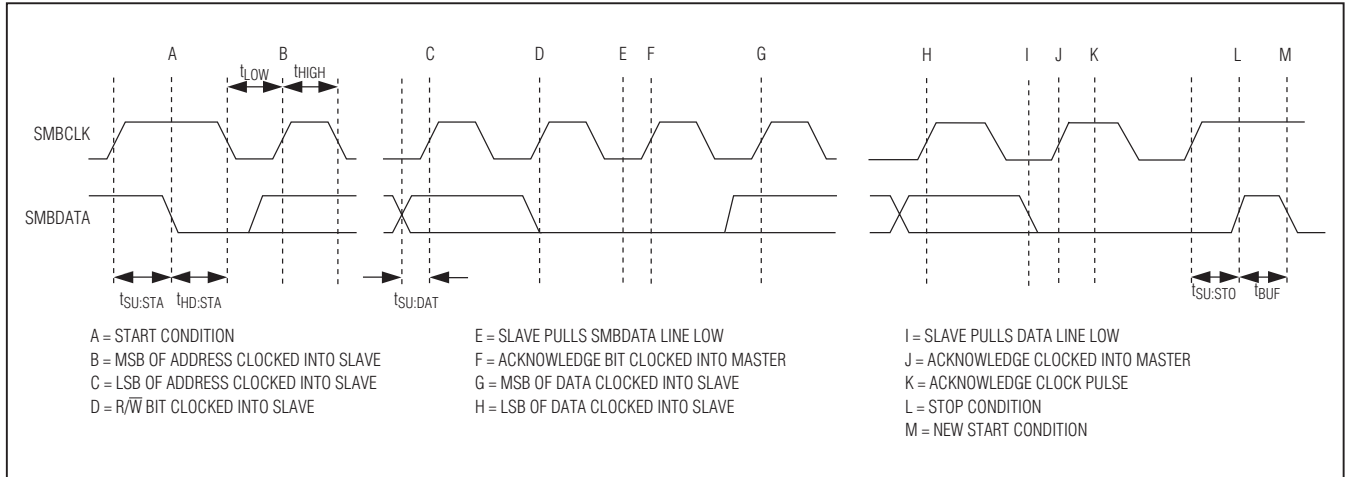 A B C D E F G H I J K L M
tLOW tHIGH
SMBCLK
SMBDATA
tSU:STA tHD:STA tSU:DAT tSU:STO tBUF
A = START CONDITION
B = MSB OF ADDRESS CLOCKED INTO SLAVE
C = LSB OF ADDRESS CLOCKED INTO SLAVE
D = R/W̅ BIT CLOCKED INTO SLAVE
E = SLAVE PULLS SMBDATA LINE LOW
F = ACKNOWLEDGE BIT CLOCKED INTO MASTER
G = MSB OF DATA CLOCKED INTO SLAVE
H = LSB OF DATA CLOCKED INTO SLAVE
I = SLAVE PULLS DATA LINE LOW
J = ACKNOWLEDGE CLOCKED INTO MASTER
K = ACKNOWLEDGE CLOCK PULSE
L = STOP CONDITION
M = NEW START CONDITION